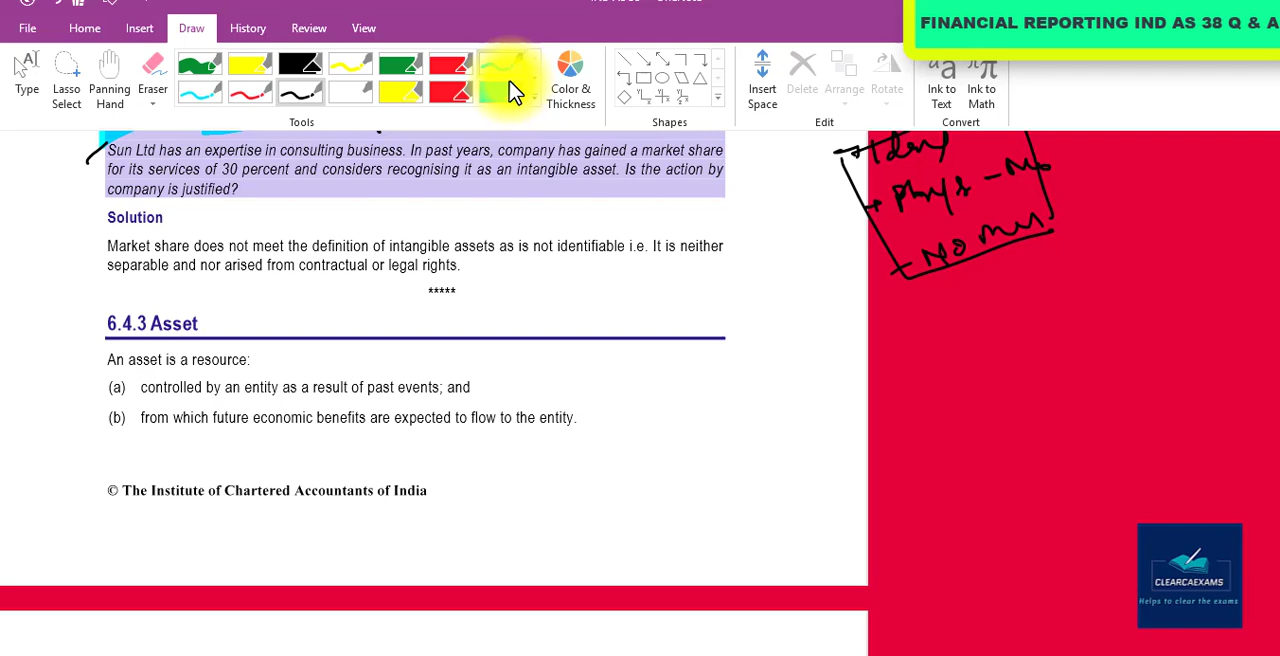 FINANCIAL REPORTING IND AS 38 Q & A
File Home Insert Draw History Review View
Type
Lasso Select
Panning Hand
Eraser
Color & Thickness
Insert Space
Delete
Arrange
Rotate
Ink to Text
Ink to Math
Tools
Shapes
Edit
Convert
Sun Ltd has an expertise in consulting business. In past years, company has gained a market share
for its services of 30 percent and considers recognising it as an intangible asset. Is the action by
company is justified?
Solution
Market share does not meet the definition of intangible assets as is not identifiable i.e. It is neither
separable and nor arised from contractual or legal rights.
*****
6.4.3 Asset
An asset is a resource:
(a) controlled by an entity as a result of past events; and
(b) from which future economic benefits are expected to flow to the entity.
© The Institute of Chartered Accountants of India
- No
No
CLEARCAEXAMS
Helps to clear the exams